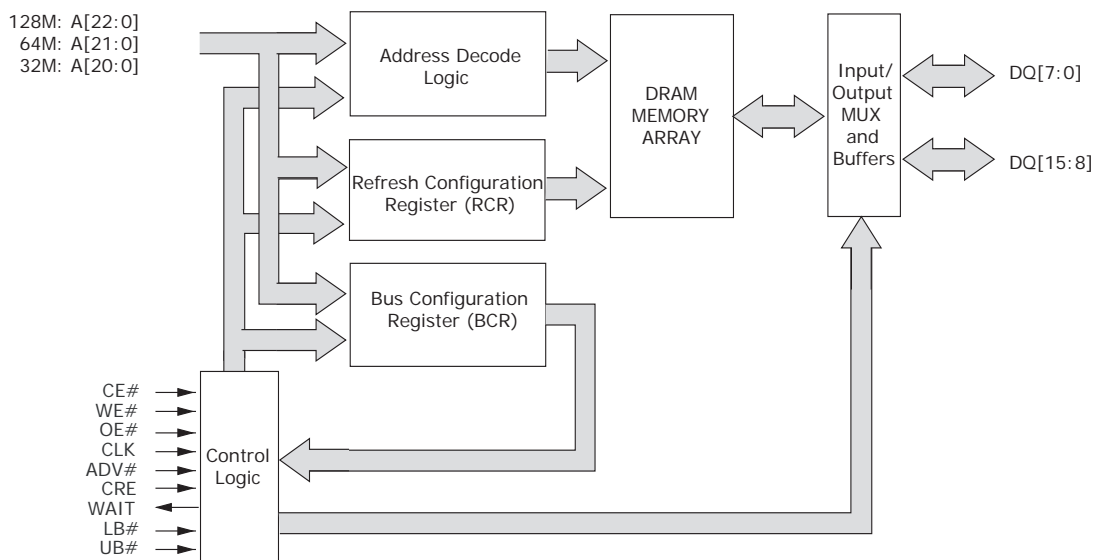 128M: A[22:0]
64M: A[21:0]
32M: A[20:0]
Address Decode
Logic
DRAM
MEMORY
ARRAY
Input/
Output
MUX
and
Buffers
DQ[7:0]
DQ[15:8]
Refresh Configuration
Register (RCR)
Bus Configuration
Register (BCR)
Control
Logic
CE#
WE#
OE#
CLK
ADV#
CRE
WAIT
LB#
UB#